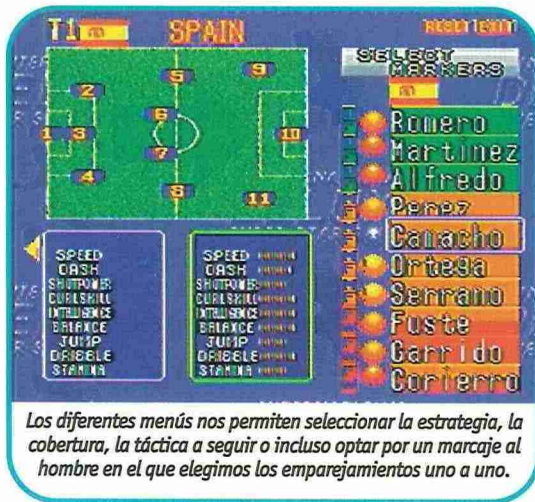 T1 SPAIN RESET EXIT
SELECT
MARKERS
2
5
9
1
3
6
10
7
4
8
11
Romero
Martinez
Alfredo
Perez
Camacho
Ortega
Serrano
Fuste
Garrido
Corierro
SPEED
DASH
SHOTPOWER
CURLSKILL
INTELLIGENCE
BALANCE
JUMP
DRIBBLE
STAMINA
SPEED
DASH
SHOTPOWER
CURLSKILL
INTELLIGENCE
BALANCE
JUMP
DRIBBLE
STAMINA
Los diferentes menús nos permiten seleccionar la estrategia, la
cobertura, la táctica a seguir o incluso optar por un marcaje al
hombre en el que elegimos los emparejamientos uno a uno.